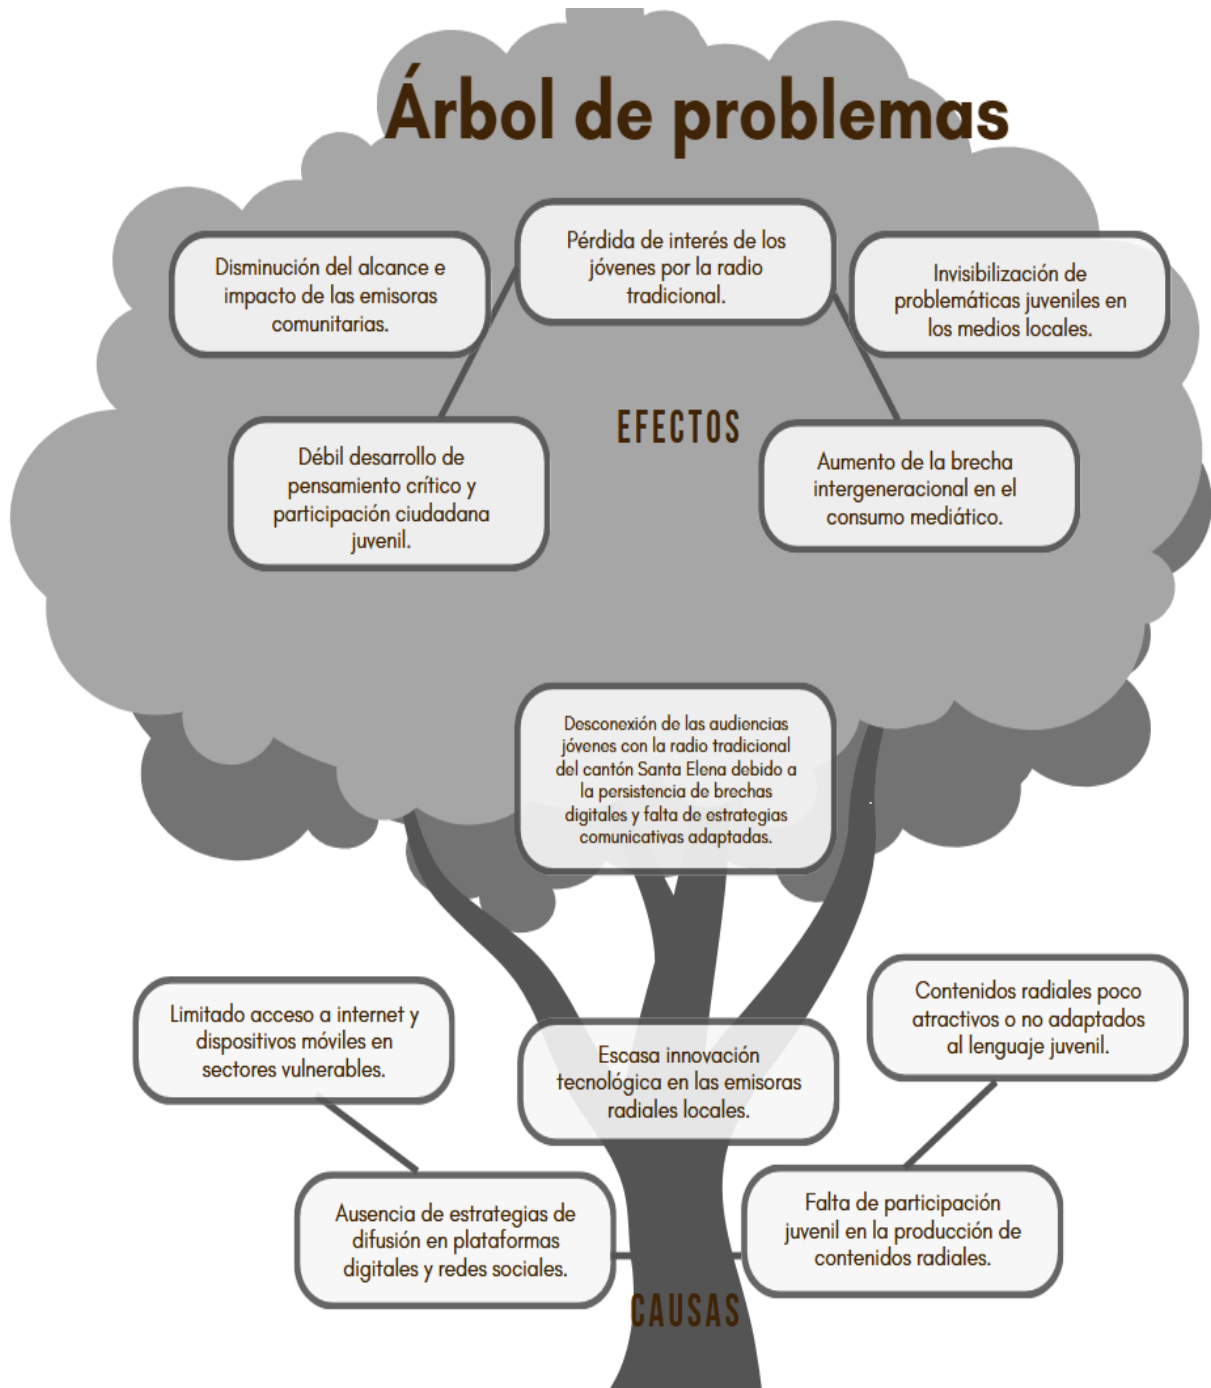 Árbol de problemas
Disminución del alcance e
impacto de las emisoras
comunitarias.
Pérdida de interés de los
jóvenes por la radio
tradicional.
Invisibilización de
problemáticas juveniles en
los medios locales.
EFECTOS
Débil desarrollo de
pensamiento crítico y
participación ciudadana
juvenil.
Aumento de la brecha
intergeneracional en el
consumo mediático.
Desconexión de las audiencias
jóvenes con la radio tradicional
del cantón Santa Elena debido a
la persistencia de brechas
digitales y falta de estrategias
comunicativas adaptadas.
Limitado acceso a internet y
dispositivos móviles en
sectores vulnerables.
Escasa innovación
tecnológica en las emisoras
radiales locales.
Contenidos radiales poco
atractivos o no adaptados
al lenguaje juvenil.
Ausencia de estrategias de
difusión en plataformas
digitales y redes sociales.
Falta de participación
juvenil en la producción de
contenidos radiales.
CAUSAS